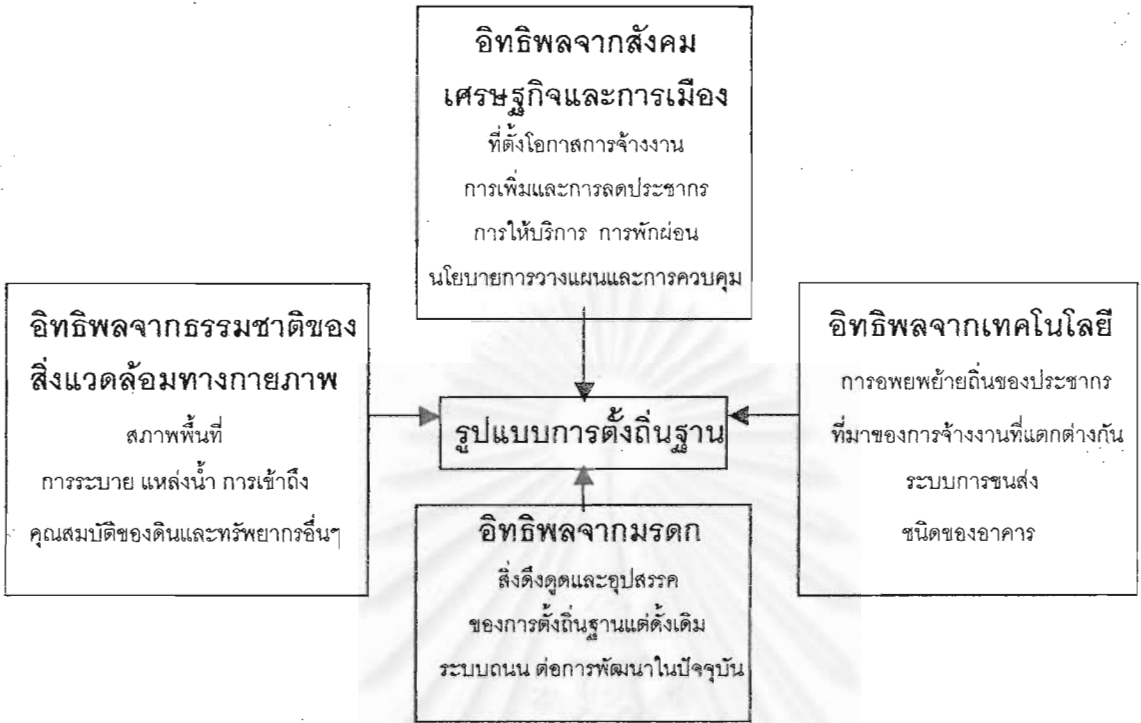 อิทธิพลจากสังคม
เศรษฐกิจและการเมือง
ที่ตั้งโอกาสการจ้างงาน
การเพิ่มและการลดประชากร
การให้บริการ การพักผ่อน
นโยบายการวางแผนและการควบคุม
อิทธิพลจากธรรมชาติของ
สิ่งแวดล้อมทางกายภาพ
สภาพพื้นที่
การระบาย แหล่งน้ำ การเข้าถึง
คุณสมบัติของดินและทรัพยากรอื่นๆ
รูปแบบการตั้งถิ่นฐาน
อิทธิพลจากเทคโนโลยี
การอพยพย้ายถิ่นของประชากร
ที่มาของการจ้างงานที่แตกต่างกัน
ระบบการขนส่ง
ชนิดของอาคาร
อิทธิพลจากมรดก
สิ่งดึงดูดและอุปสรรค
ของการตั้งถิ่นฐานแต่ดั้งเดิม
ระบบถนน ต่อการพัฒนาในปัจจุบัน